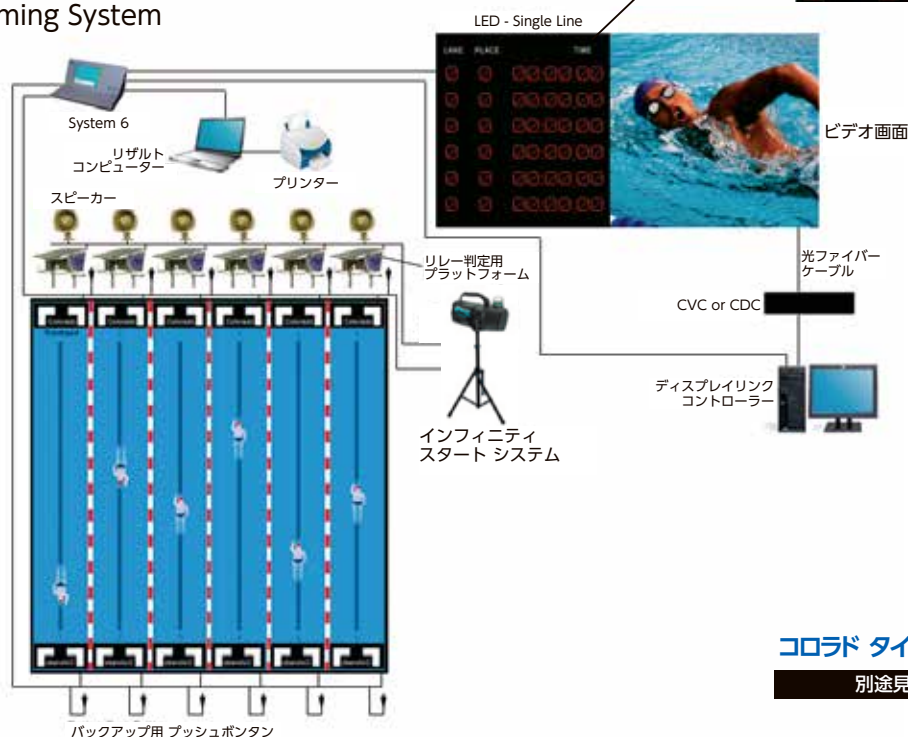 ming System
LED - Single Line
LANE PLACE TIME
System 6
リザルト
コンピューター
プリンター
ビデオ画面
スピーカー
リレー判定用
プラットフォーム
光ファイバー
ケーブル
CVC or CDC
ディスプレイリンク
コントローラー
インフィニティ
スタート システム
コロラド タイ
別途見
バックアップ用 プッシュボンタン